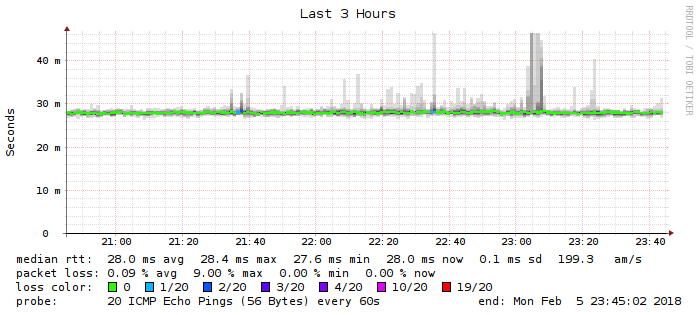 Last 3 Hours
RRDTOOL / TOBI OETIKER
Seconds
40 m
30 m
20 m
10 m
0
21:00 21:20 21:40 22:00 22:20 22:40 23:00 23:20 23:40
median rtt: 28.0 ms avg 28.4 ms max 27.6 ms min 28.0 ms now 0.1 ms sd 199.3 am/s
packet loss: 0.09 % avg 9.00 % max 0.00 % min 0.00 % now
loss color: 0 1/20 2/20 3/20 4/20 10/20 19/20
probe: 20 ICMP Echo Pings (56 Bytes) every 60s end: Mon Feb 5 23:45:02 2018